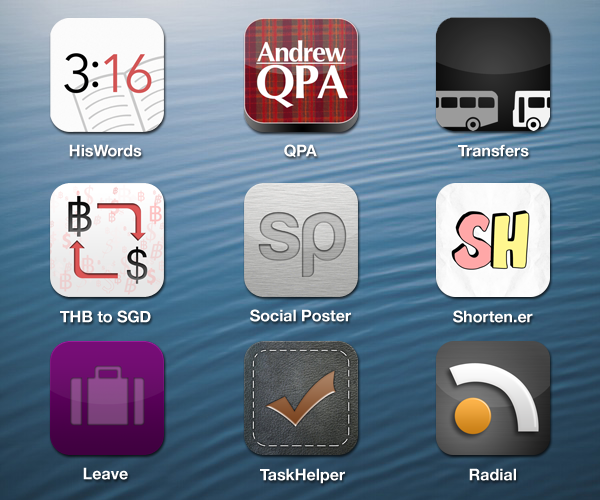 3:16
Andrew
QPA
HisWords
QPA
Transfers
฿
$
sp
SH
THB to SGD
Social Poster
Shorten.er
Leave
TaskHelper
Radial